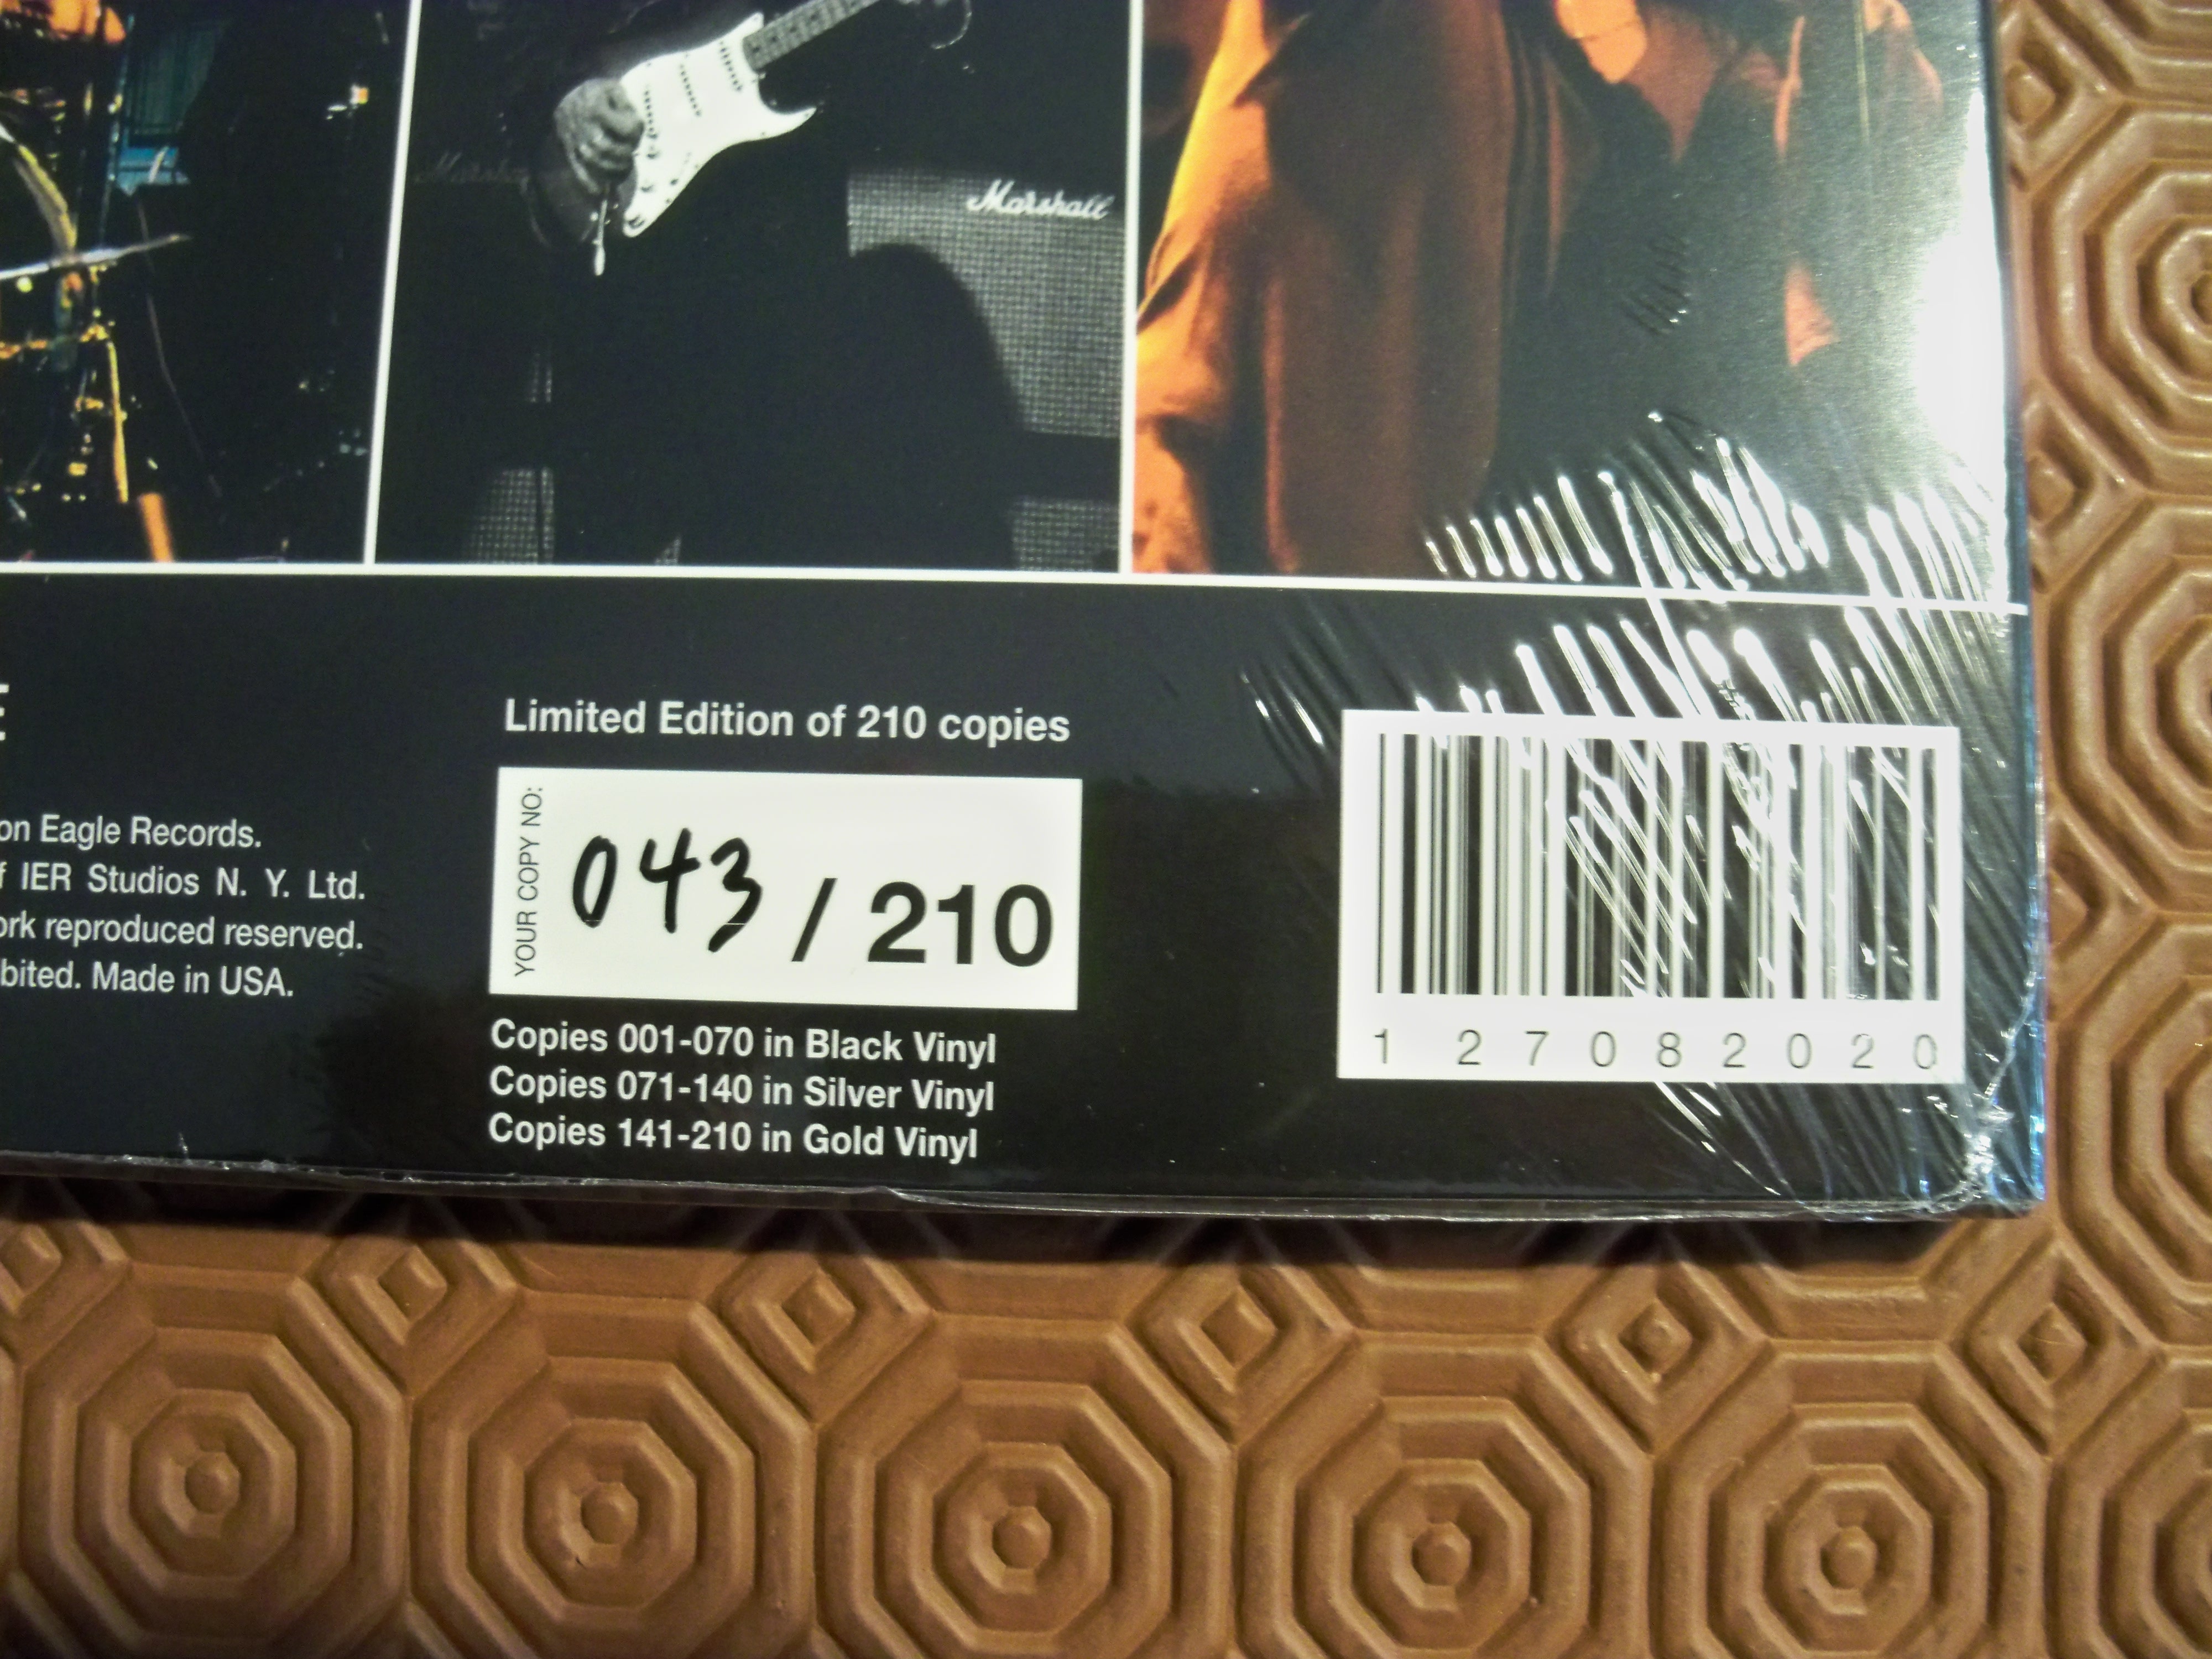 Marshall
Marshall
E
Limited Edition of 210 copies
YOUR COPY NO:
043 / 210
on Eagle Records.
f IER Studios N. Y. Ltd.
ork reproduced reserved.
bited. Made in USA.
Copies 001-070 in Black Vinyl
Copies 071-140 in Silver Vinyl
Copies 141-210 in Gold Vinyl
1 27082020